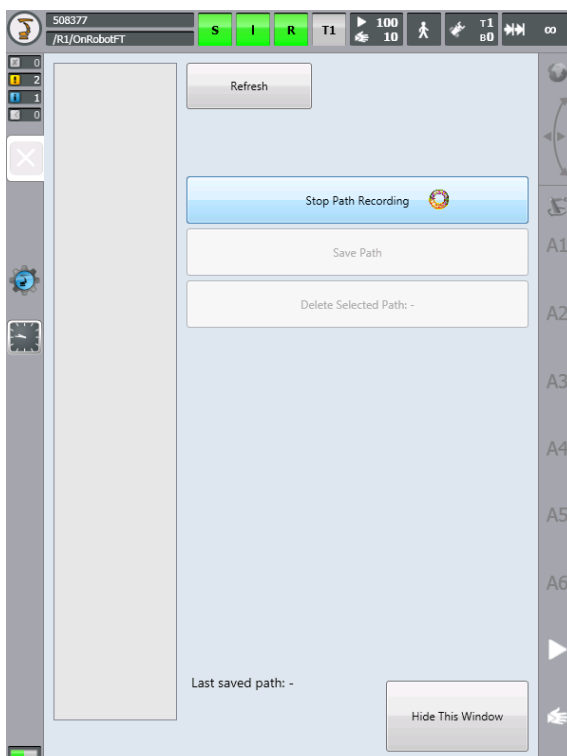 508377
/R1/OnRobotFT
S I R T1 100 10 T1 B0 ∞
0
2
1
0
Refresh
Stop Path Recording
Save Path
Delete Selected Path: -
A1
A2
A3
A4
A5
A6
Last saved path: -
Hide This Window